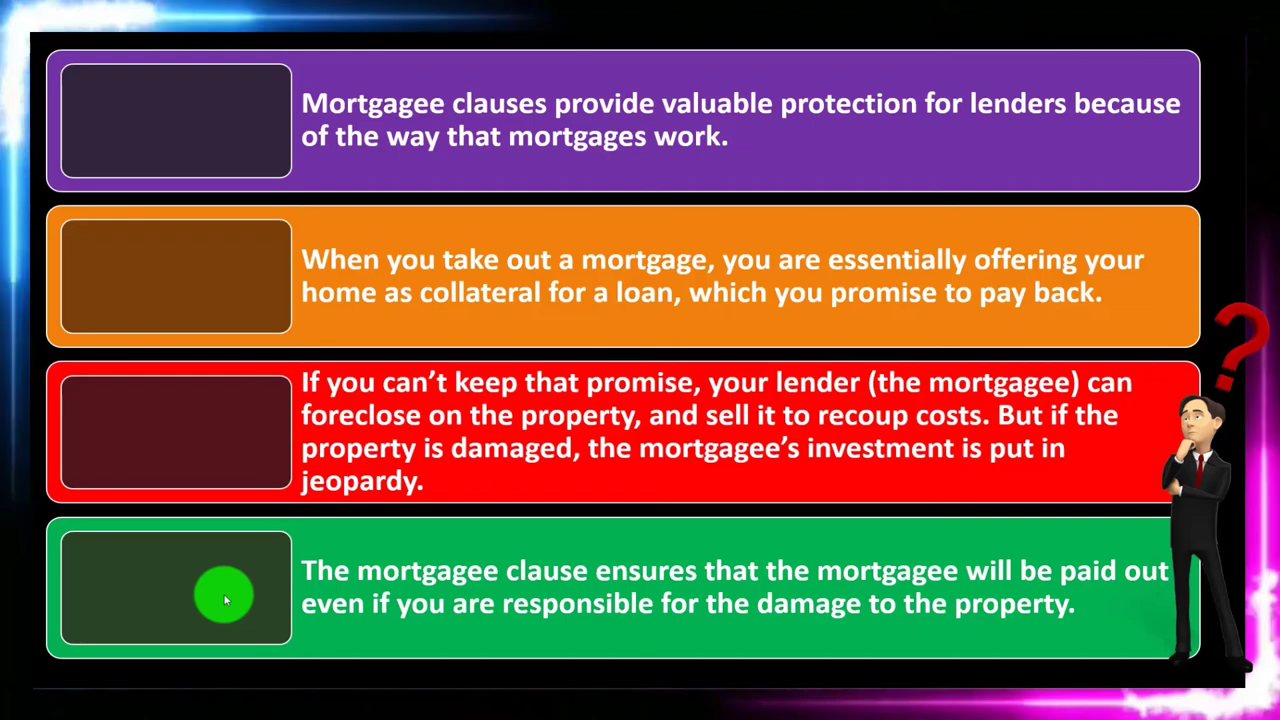 Mortgagee clauses provide valuable protection for lenders because
of the way that mortgages work.
When you take out a mortgage, you are essentially offering your
home as collateral for a loan, which you promise to pay back.
If you can’t keep that promise, your lender (the mortgagee) can
foreclose on the property, and sell it to recoup costs. But if the
property is damaged, the mortgagee’s investment is put in
jeopardy.
The mortgagee clause ensures that the mortgagee will be paid out
even if you are responsible for the damage to the property.
?